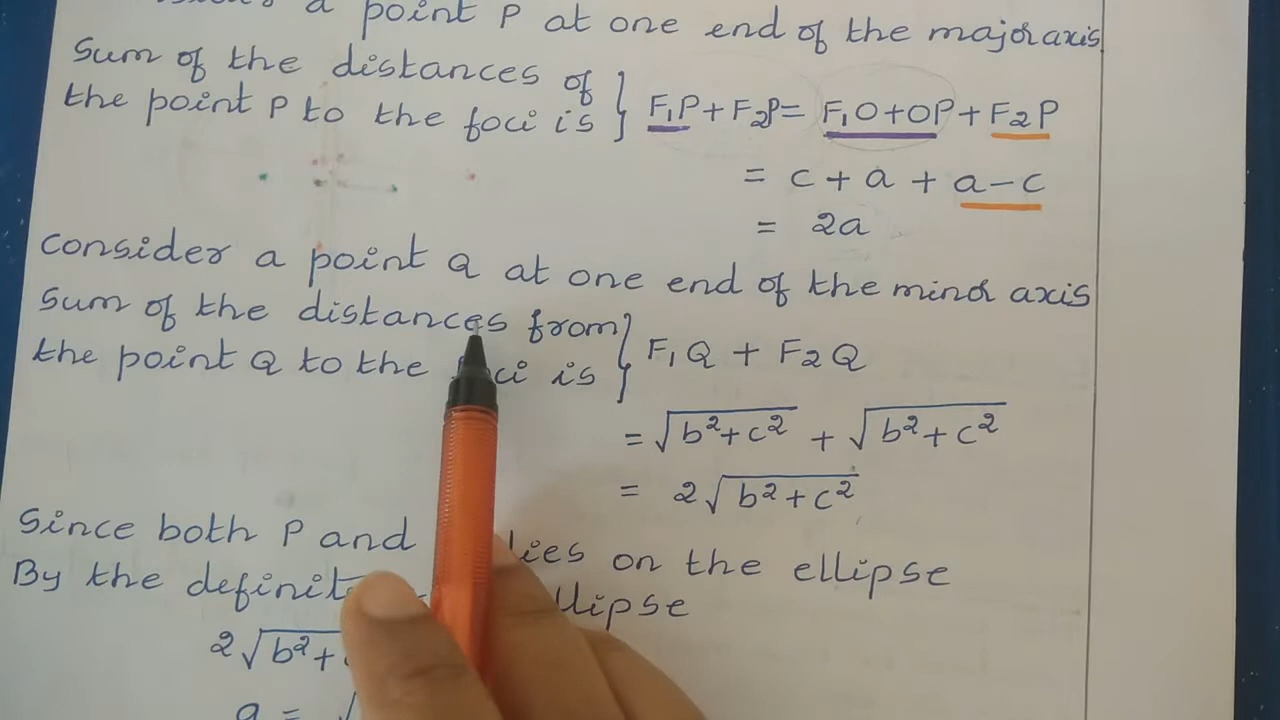 a point P at one end of the major axis
Sum of the distances of
the point P to the foci is } F₁P + F₂P = F₁O + OP + F₂P
= c + a + a - c
= 2a
Consider a point Q at one end of the minor axis
Sum of the distances from
the point Q to the foci is } F₁Q + F₂Q
= √b²+c² + √b²+c²
= 2√b²+c²
Since both P and lies on the ellipse
By the ellipse
2√b²+
a = √